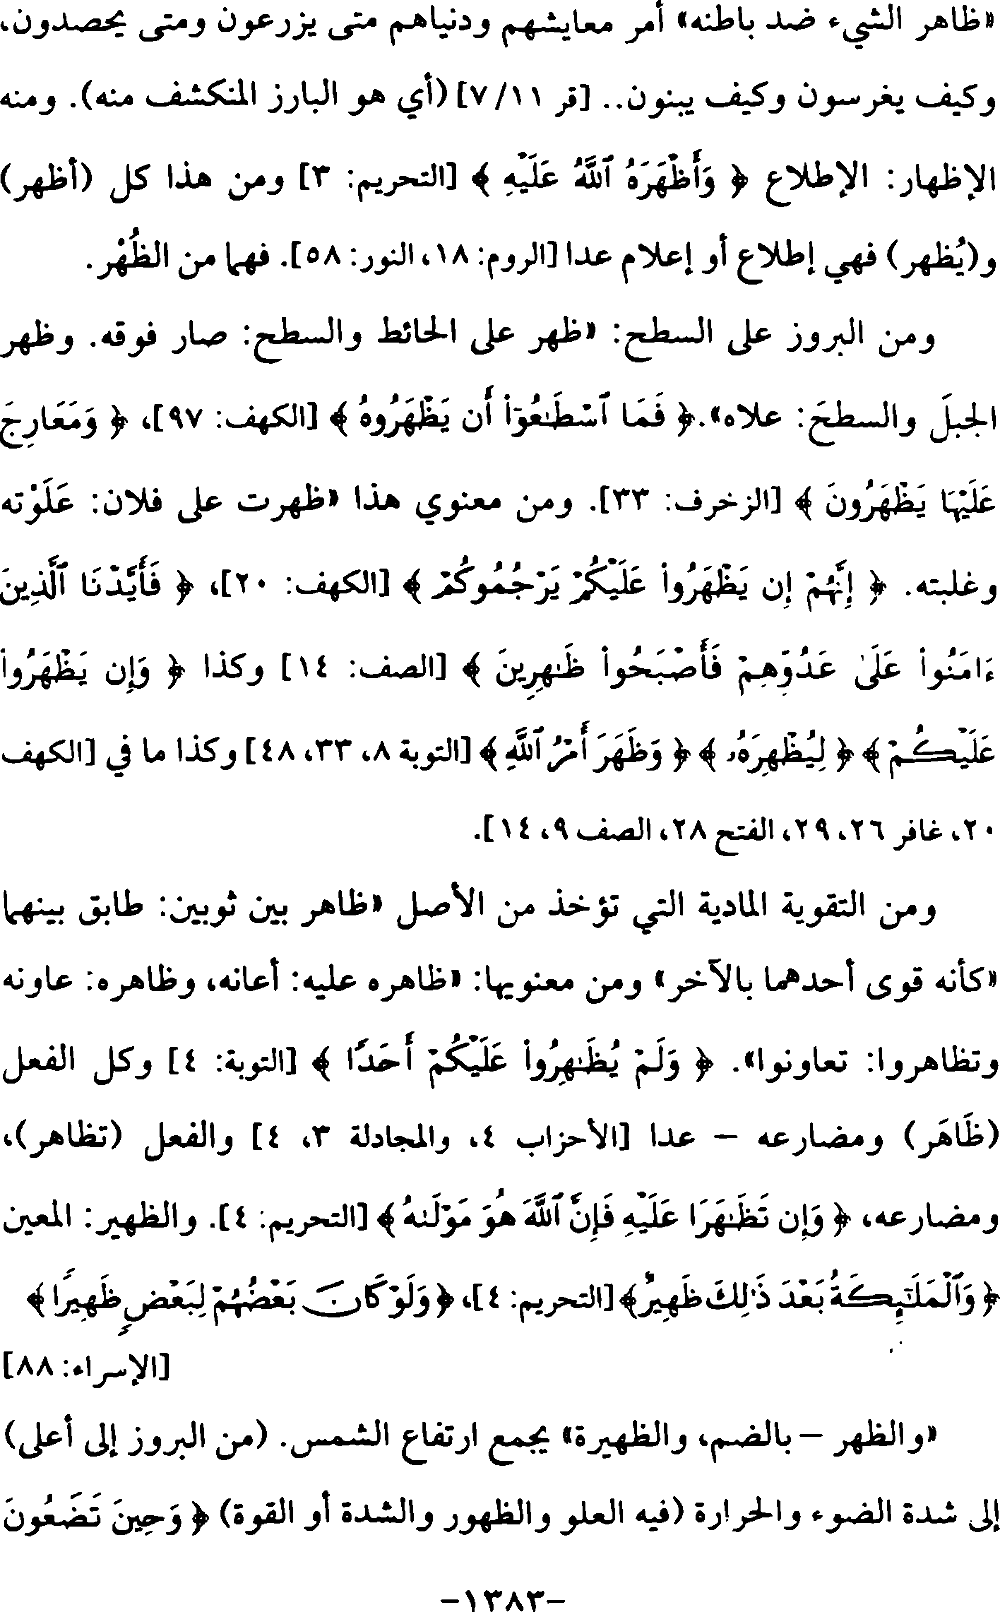 «ظاهر الشيء ضد باطنه» أمر معايشهم ودنياهم متى يزرعون ومتى يحصدون،
وكيف يغرسون وكيف يبنون.. [قر ٧/١١] (أي هو البارز المنكشف منه). ومنه
الإظهار: الإطلاع ﴿ وَأَظْهَرَهُ ٱللَّهُ عَلَيْهِ ﴾ [التحريم: ٣] ومن هذا كل (أظهر)
و(يُظهر) فهي إطلاع أو إعلام عدا [الروم: ١٨، النور: ٥٨]. فهما من الظُهْر.
ومن البروز على السطح: «ظهر على الحائط والسطح: صار فوقه. وظهر
الجبلَ والسطحَ: علاه».﴿ فَمَا ٱسْطَـٰعُوٓا۟ أَن يَظْهَرُوهُ ﴾ [الكهف: ٩٧]، ﴿ وَمَعَارِجَ
عَلَيْهَا يَظْهَرُونَ ﴾ [الزخرف: ٣٣]. ومن معنوي هذا «ظهرت على فلان: عَلَوْته
وغلبته. ﴿ إِنَّهُمْ إِن يَظْهَرُوا۟ عَلَيْكُمْ يَرْجُمُوكُمْ ﴾ [الكهف: ٢٠]، ﴿ فَأَيَّدْنَا ٱلَّذِينَ
ءَامَنُوا۟ عَلَىٰ عَدُوِّهِمْ فَأَصْبَحُوا۟ ظَـٰهِرِينَ ﴾ [الصف: ١٤] وكذا ﴿ وَإِن يَظْهَرُوا۟
عَلَيْكُمْ ﴾ ﴿ لِيُظْهِرَهُۥ ﴾ ﴿ وَظَهَرَ أَمْرُ ٱللَّهِ ﴾ [التوبة ٨، ٣٣، ٤٨] وكذا ما في [الكهف
٢٠، غافر ٢٦، ٢٩، الفتح ٢٨، الصف ٩، ١٤].
ومن التقوية المادية التي تؤخذ من الأصل «ظاهر بين ثوبين: طابق بينهما
«كأنه قوى أحدهما بالآخر» ومن معنويها: «ظاهره عليه: أعانه، وظاهره: عاونه
وتظاهروا: تعاونوا». ﴿ وَلَمْ يُظَـٰهِرُوا۟ عَلَيْكُمْ أَحَدًا ﴾ [التوبة: ٤] وكل الفعل
(ظَاهَر) ومضارعه – عدا [الأحزاب ٤، والمجادلة ٣، ٤] والفعل (تظاهر)،
ومضارعه، ﴿ وَإِن تَظَـٰهَرَا عَلَيْهِ فَإِنَّ ٱللَّهَ هُوَ مَوْلَىٰهُ ﴾ [التحريم: ٤]. والظهير: المعين
﴿ وَٱلْمَلَـٰٓئِكَةُ بَعْدَ ذَٰلِكَ ظَهِيرٌ ﴾ [التحريم: ٤]، ﴿ وَلَوْ كَانَ بَعْضُهُمْ لِبَعْضٍ ظَهِيرًا ﴾
[الإسراء: ٨٨]
«والظهر – بالضم، والظهيرة» يجمع ارتفاع الشمس. (من البروز إلى أعلى)
إلى شدة الضوء والحرارة (فيه العلو والظهور والشدة أو القوة) ﴿ وَحِينَ تَضَعُونَ
-١٣٨٣-